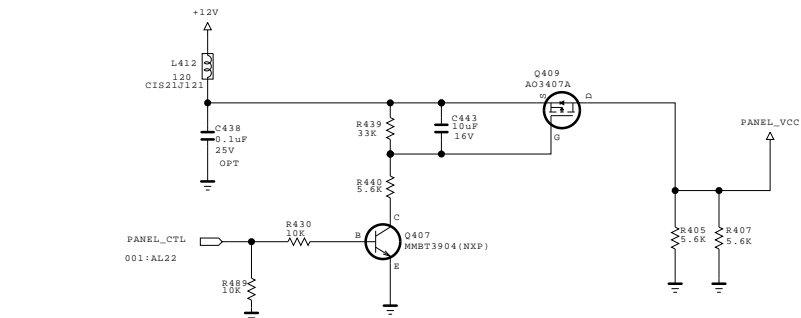 +12V
L412
120
CIS21J121
C438
0.1uF
25V
OPT
R439
33K
C443
10uF
16V
Q409
AO3407A
S
D
G
PANEL_VCC
R440
5.6K
C
B
E
Q407
MMBT3904(NXP)
R430
10K
PANEL_CTL
001:AL22
R489
10K
R405
5.6K
R407
5.6K